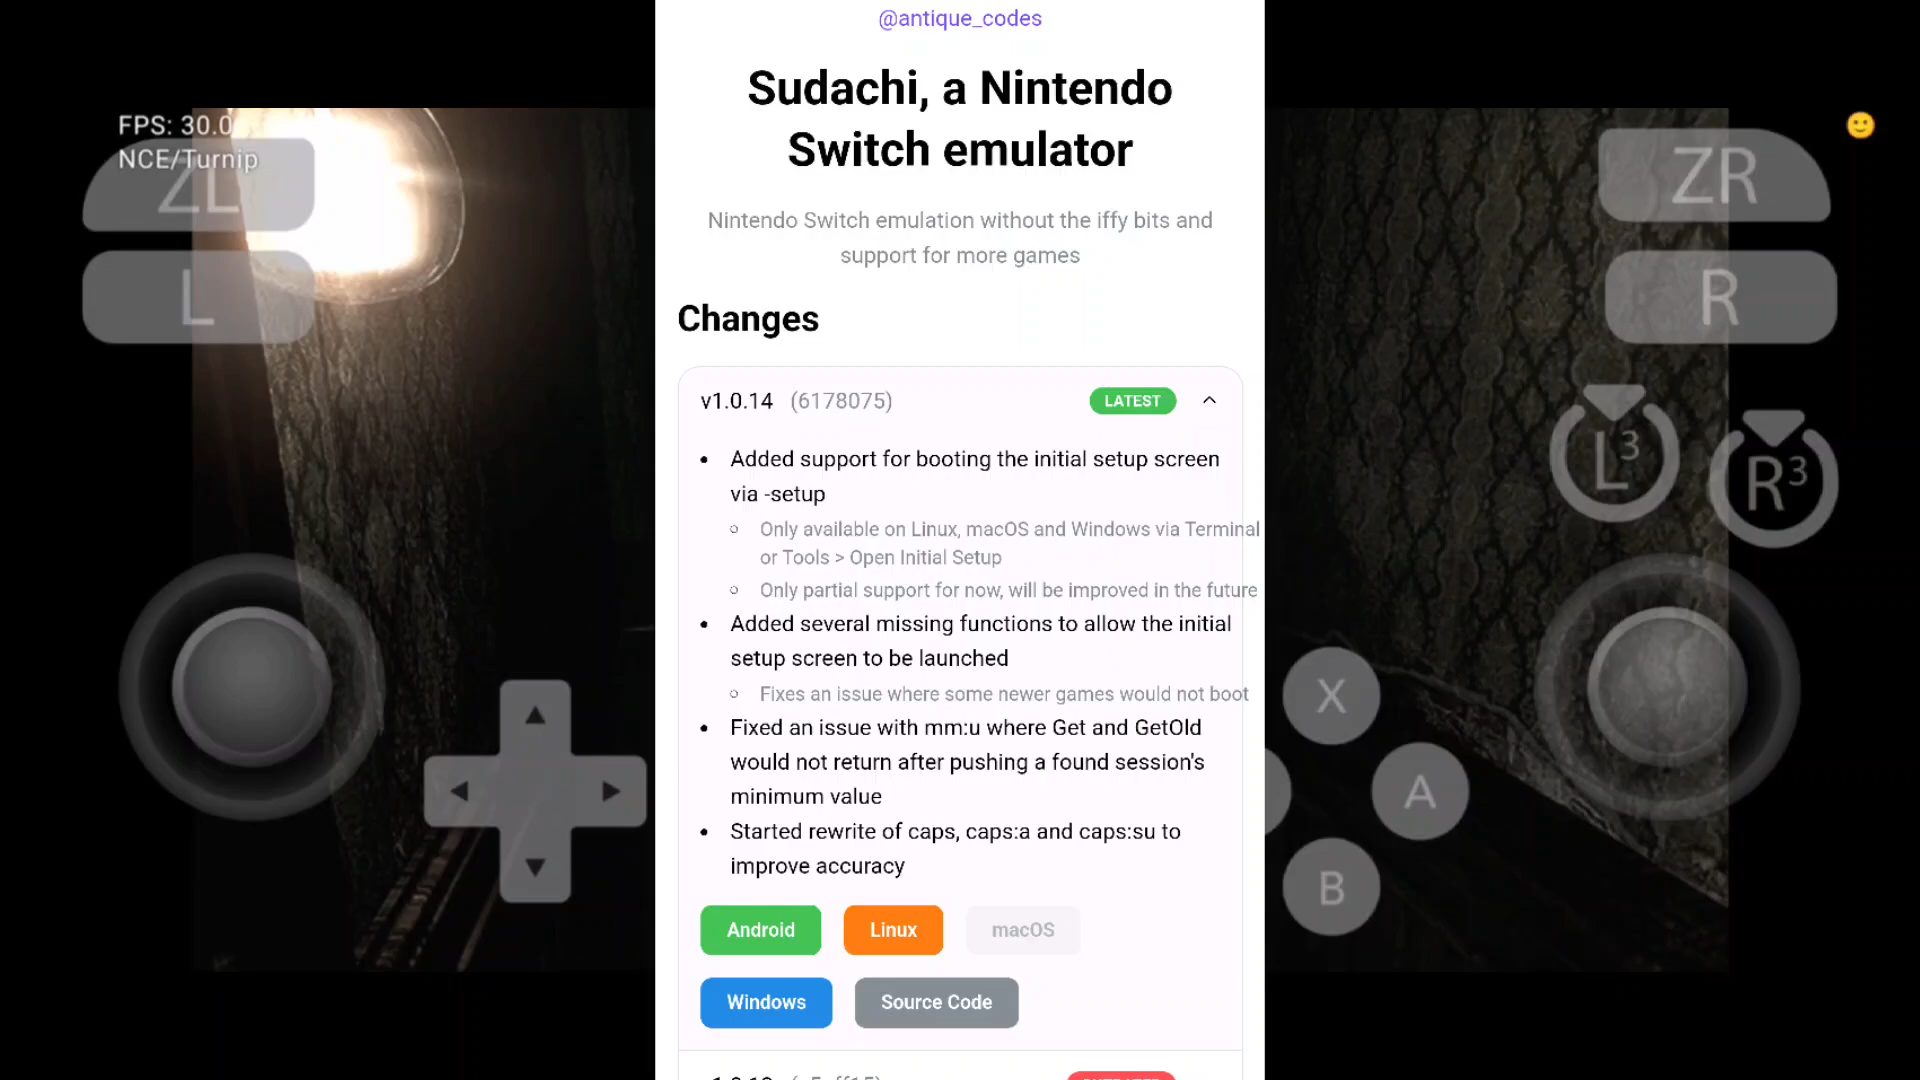 @antique_codes
Sudachi, a Nintendo
Switch emulator
Nintendo Switch emulation without the iffy bits and
support for more games
Changes
v1.0.14 (6178075) LATEST
Added support for booting the initial setup screen
via -setup
Only available on Linux, macOS and Windows via Terminal
or Tools > Open Initial Setup
Only partial support for now, will be improved in the future
Added several missing functions to allow the initial
setup screen to be launched
Fixes an issue where some newer games would not boot
Fixed an issue with mm:u where Get and GetOld
would not return after pushing a found session's
minimum value
Started rewrite of caps, caps:a and caps:su to
improve accuracy
Android Linux macOS
Windows Source Code
FPS: 30.0
NCE/Turnip
ZL
L
ZR
R
L3
R3
X
A
B